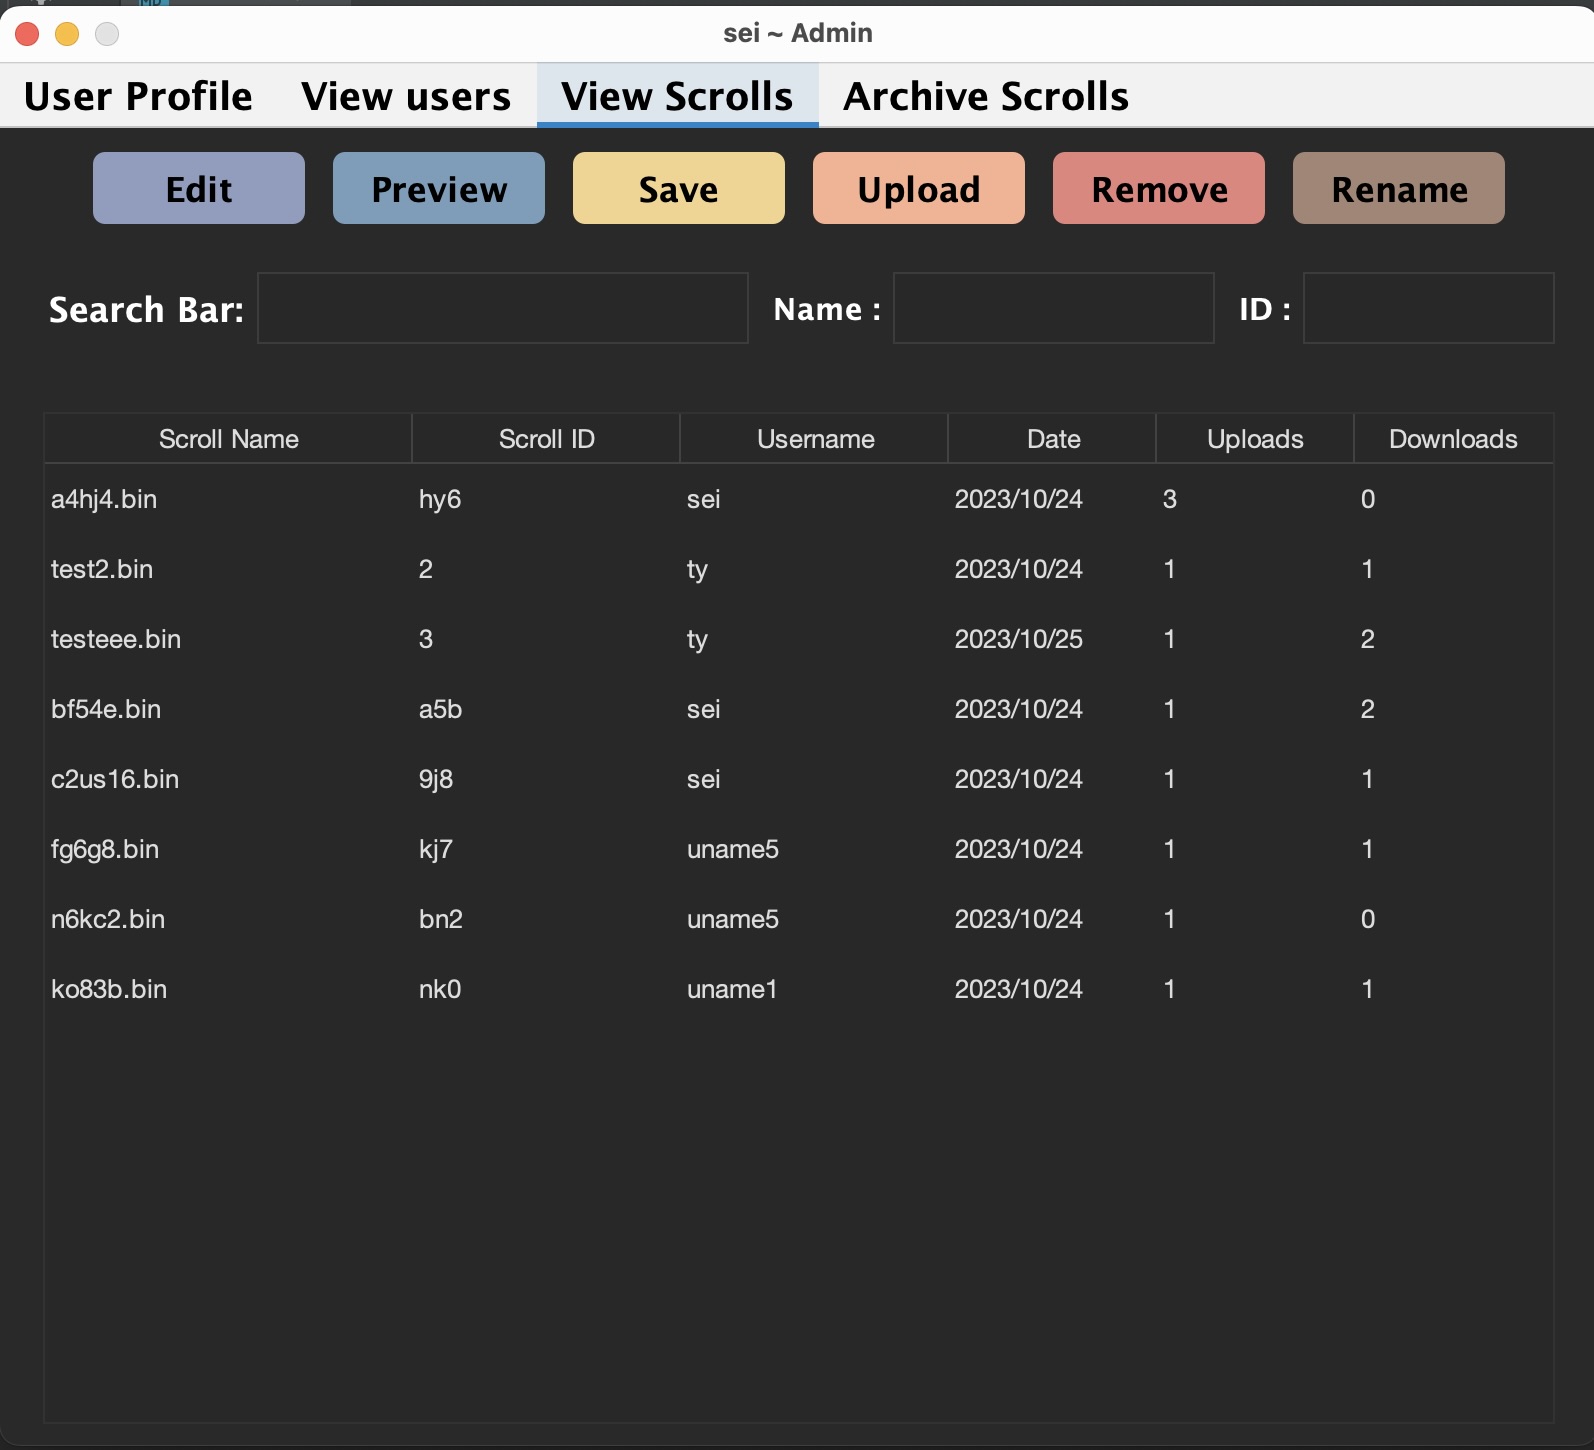 sei ~ Admin
User Profile View users View Scrolls Archive Scrolls
Edit Preview Save Upload Remove Rename
Search Bar: Name : ID :
Scroll Name Scroll ID Username Date Uploads Downloads
a4hj4.bin hy6 sei 2023/10/24 3 0
test2.bin 2 ty 2023/10/24 1 1
testeee.bin 3 ty 2023/10/25 1 2
bf54e.bin a5b sei 2023/10/24 1 2
c2us16.bin 9j8 sei 2023/10/24 1 1
fg6g8.bin kj7 uname5 2023/10/24 1 1
n6kc2.bin bn2 uname5 2023/10/24 1 0
ko83b.bin nk0 uname1 2023/10/24 1 1